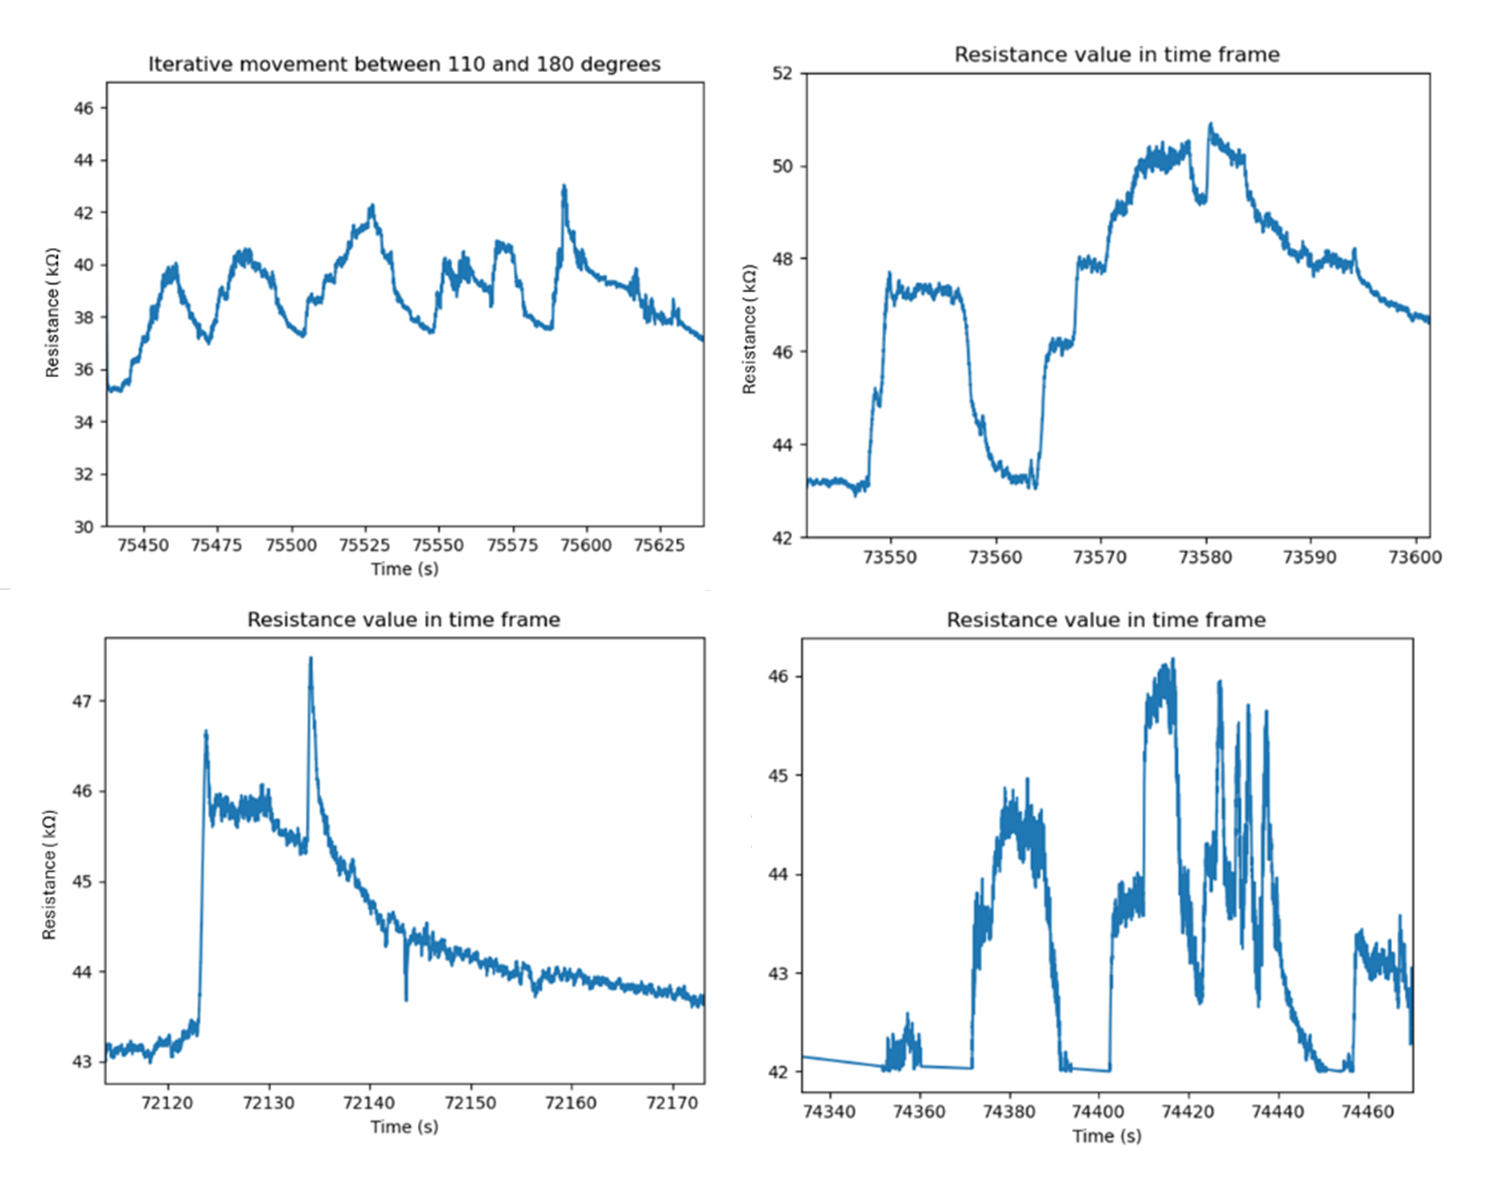 Iterative movement between 110 and 180 degrees
46
44
42
40
38
36
34
32
30
Resistance ( kΩ)
75450 75475 75500 75525 75550 75575 75600 75625
Time (s)
Resistance value in time frame
52
50
48
46
44
42
Resistance ( kΩ)
73550 73560 73570 73580 73590 73600
Resistance value in time frame
47
46
45
44
43
Resistance ( kΩ)
72120 72130 72140 72150 72160 72170
Time (s)
Resistance value in time frame
46
45
44
43
42
74340 74360 74380 74400 74420 74440 74460
Time (s)